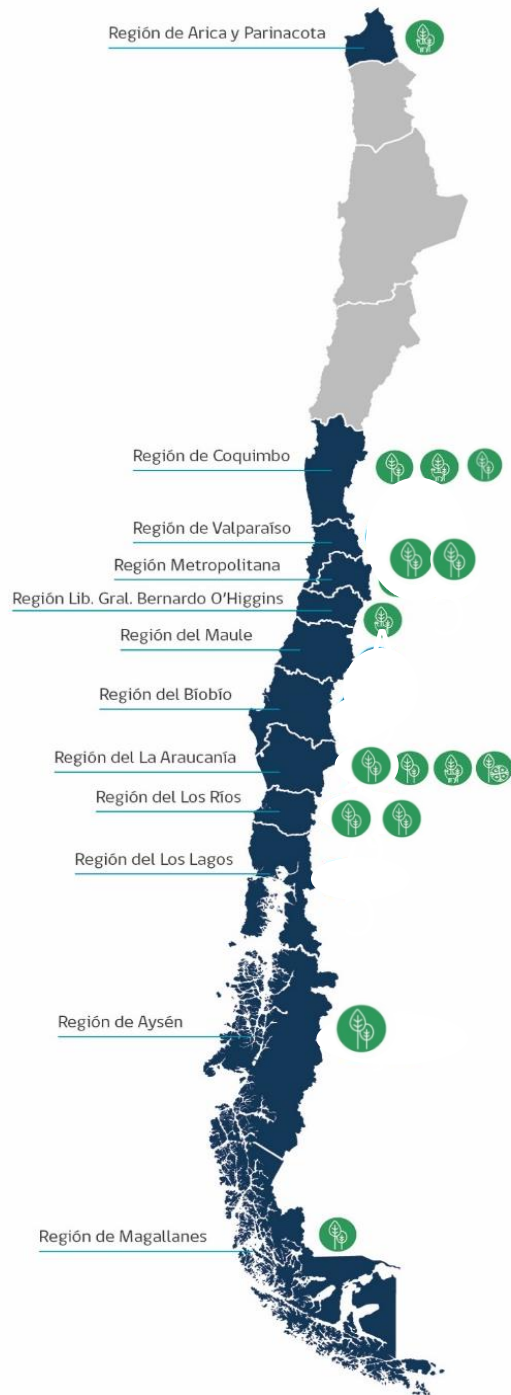 Región de Arica y Parinacota
Región de Coquimbo
Región de Valparaíso
Región Metropolitana
Región Lib. Gral. Bernardo O'Higgins
Región del Maule
Región del Bíobío
Región del La Araucanía
Región del Los Ríos
Región del Los Lagos
Región de Aysén
Región de Magallanes